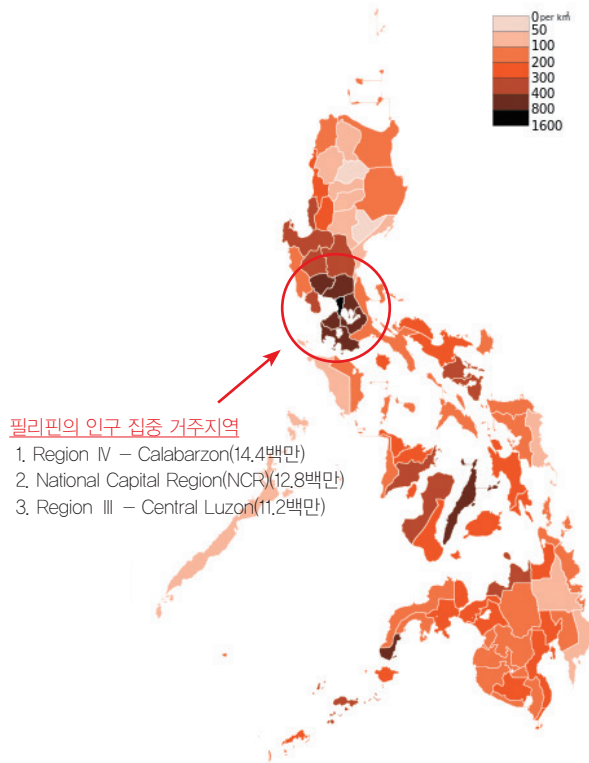 0 per ㎢
50
100
200
300
400
800
1600
필리핀의 인구 집중 거주지역
1. Region Ⅳ – Calabarzon(14.4백만)
2. National Capital Region(NCR)(12.8백만)
3. Region Ⅲ – Central Luzon(11.2백만)